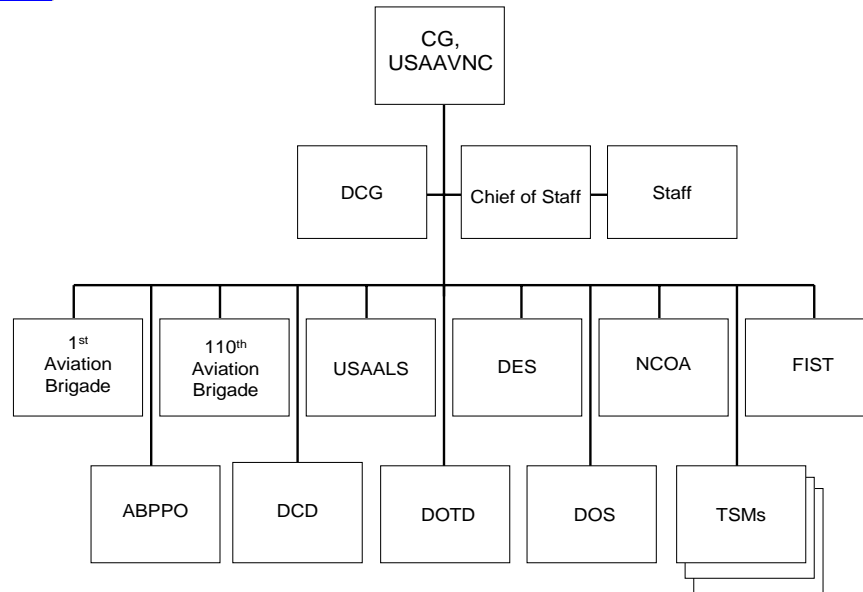 CG,
USAAVNC
DCG
Chief of Staff
Staff
1st
Aviation
Brigade
110th
Aviation
Brigade
USAALS
DES
NCOA
FIST
ABPPO
DCD
DOTD
DOS
TSMs